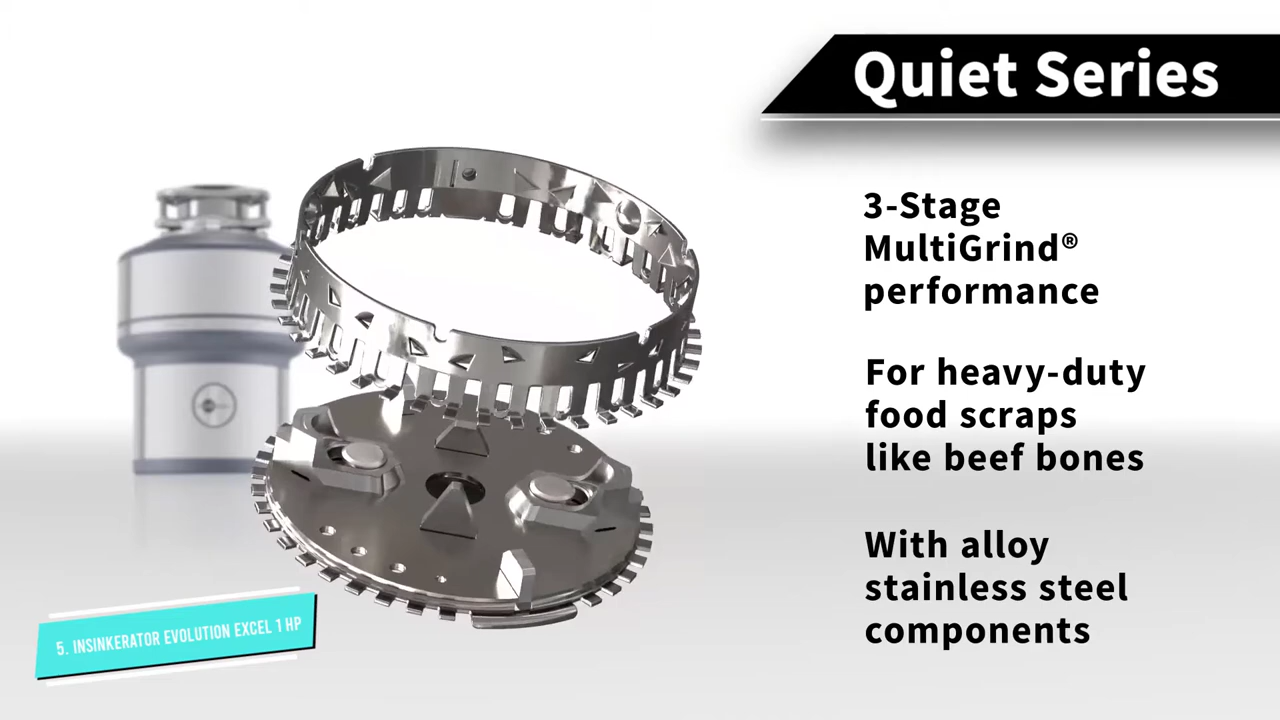 Quiet Series
3-Stage
MultiGrind®
performance
For heavy-duty
food scraps
like beef bones
With alloy
stainless steel
components
5. INSINKERATOR EVOLUTION EXCEL 1 HP